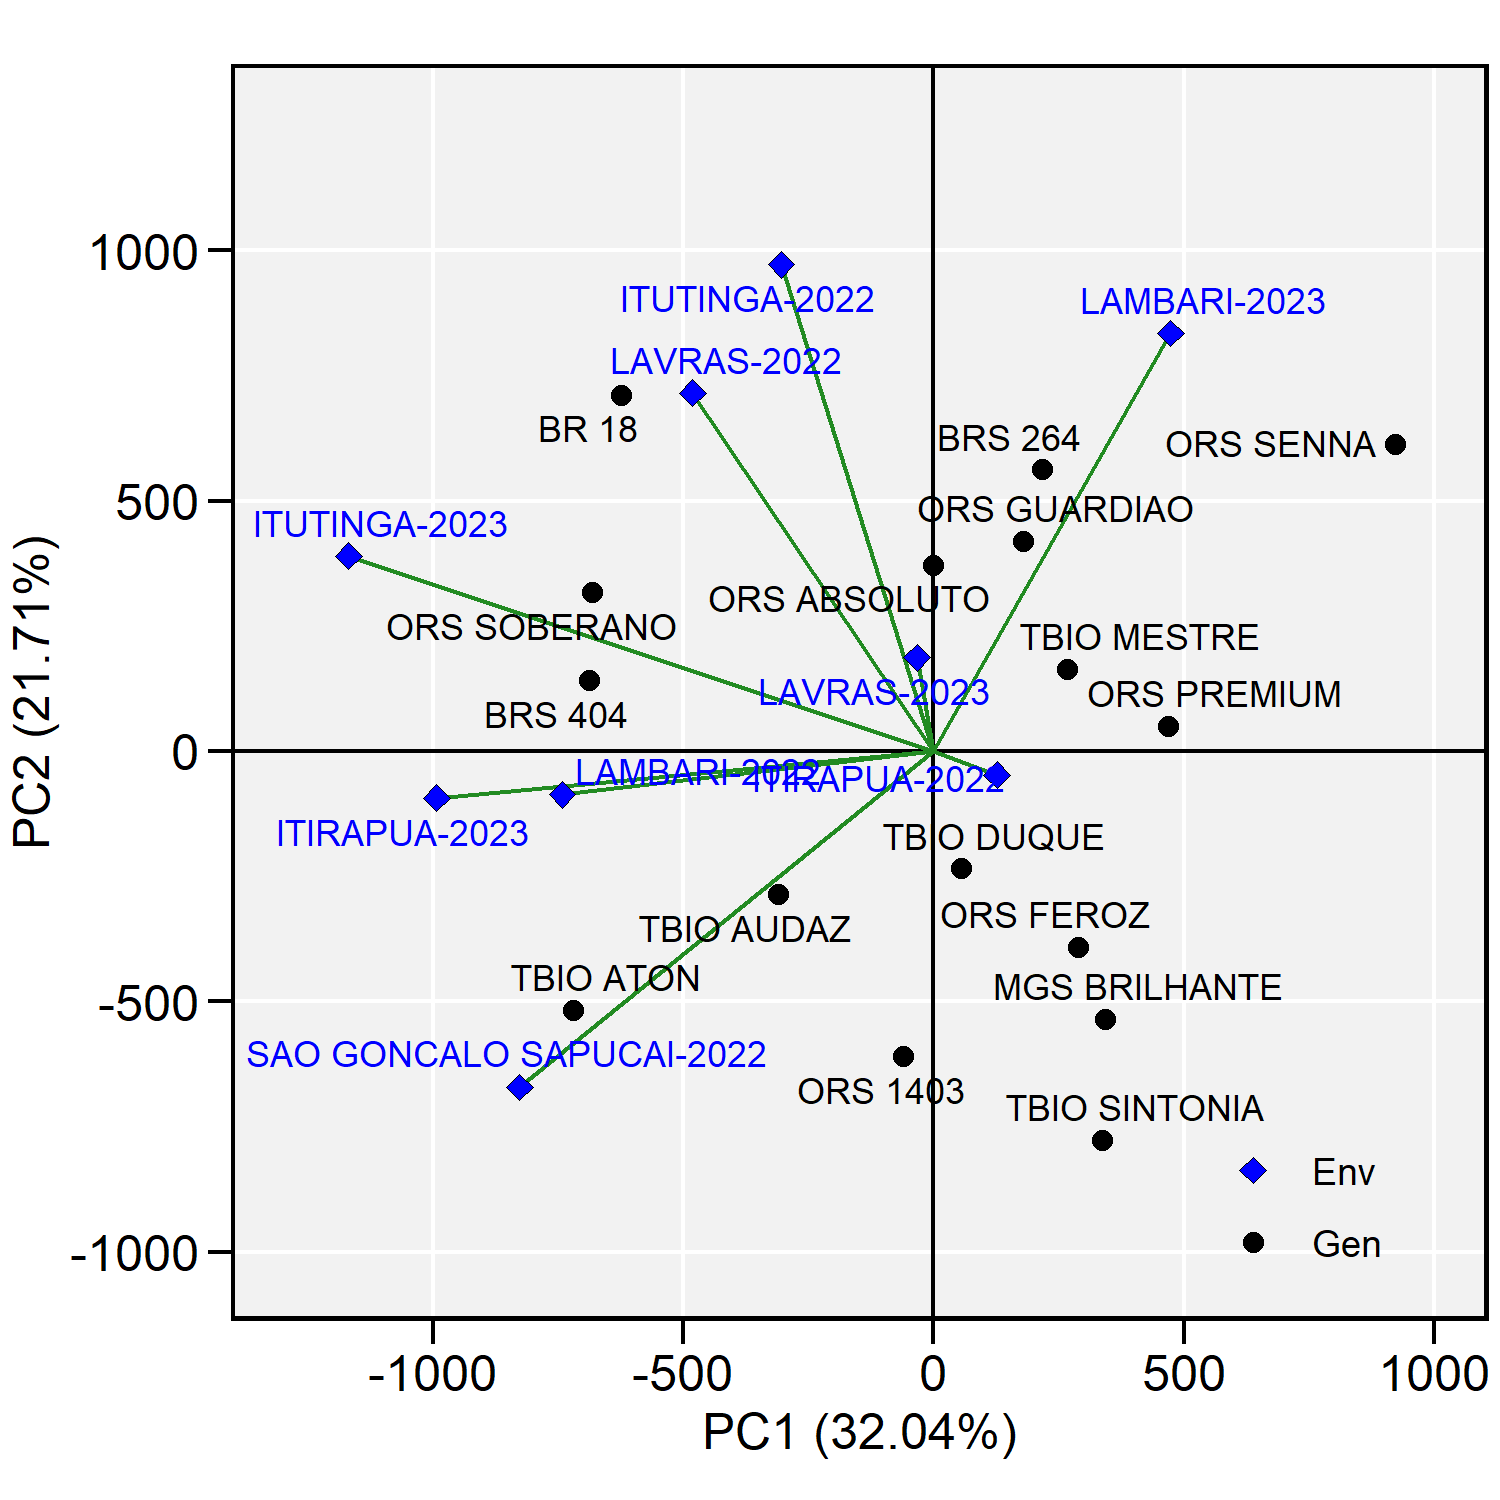 1000
ITUTINGA-2022
LAMBARI-2023
LAVRAS-2022
BR 18
BRS 264
ORS SENNA
500
ORS GUARDIAO
ITUTINGA-2023
ORS ABSOLUTO
ORS SOBERANO
TBIO MESTRE
LAVRAS-2023
ORS PREMIUM
BRS 404
0
LAMBARI-2022
ITIRAPUA-2022
ITIRAPUA-2023
TBIO DUQUE
ORS FEROZ
TBIO AUDAZ
TBIO ATON
MGS BRILHANTE
-500
SAO GONCALO SAPUCAI-2022
ORS 1403
TBIO SINTONIA
Env
Gen
-1000
PC2 (21.71%)
-1000 -500 0 500 1000
PC1 (32.04%)